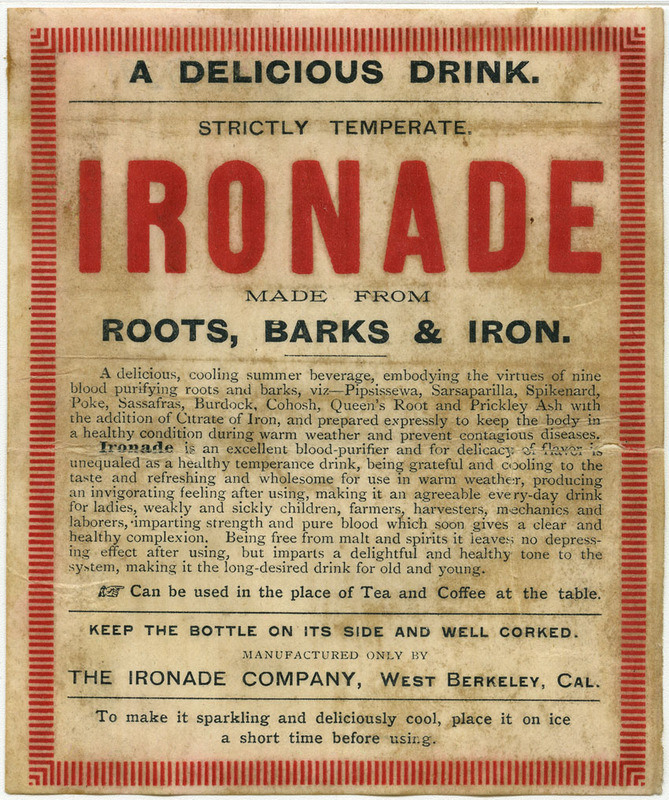 A DELICIOUS DRINK.
STRICTLY TEMPERATE.
IRONADE
MADE FROM
ROOTS, BARKS & IRON.
A delicious, cooling summer beverage, embodying the virtues of nine
blood purifying roots and barks, viz—Pipsissewa, Sarsaparilla, Spikenard,
Poke, Sassafras, Burdock, Cohosh, Queen's Root and Prickley Ash with
the addition of Citrate of Iron, and prepared expressly to keep the body in
a healthy condition during warm weather and prevent contagious diseases.
Ironade is an excellent blood-purifier and for delicacy of flavor is
unequaled as a healthy temperance drink, being grateful and cooling to the
taste and refreshing and wholesome for use in warm weather, producing
an invigorating feeling after using, making it an agreeable every-day drink
for ladies, weakly and sickly children, farmers, harvesters, mechanics and
laborers, imparting strength and pure blood which soon gives a clear and
healthy complexion. Being free from malt and spirits it leaves no depress-
ing effect after using, but imparts a delightful and healthy tone to the
system, making it the long-desired drink for old and young.
☞ Can be used in the place of Tea and Coffee at the table.
KEEP THE BOTTLE ON ITS SIDE AND WELL CORKED.
MANUFACTURED ONLY BY
THE IRONADE COMPANY, WEST BERKELEY, CAL.
To make it sparkling and deliciously cool, place it on ice
a short time before using.